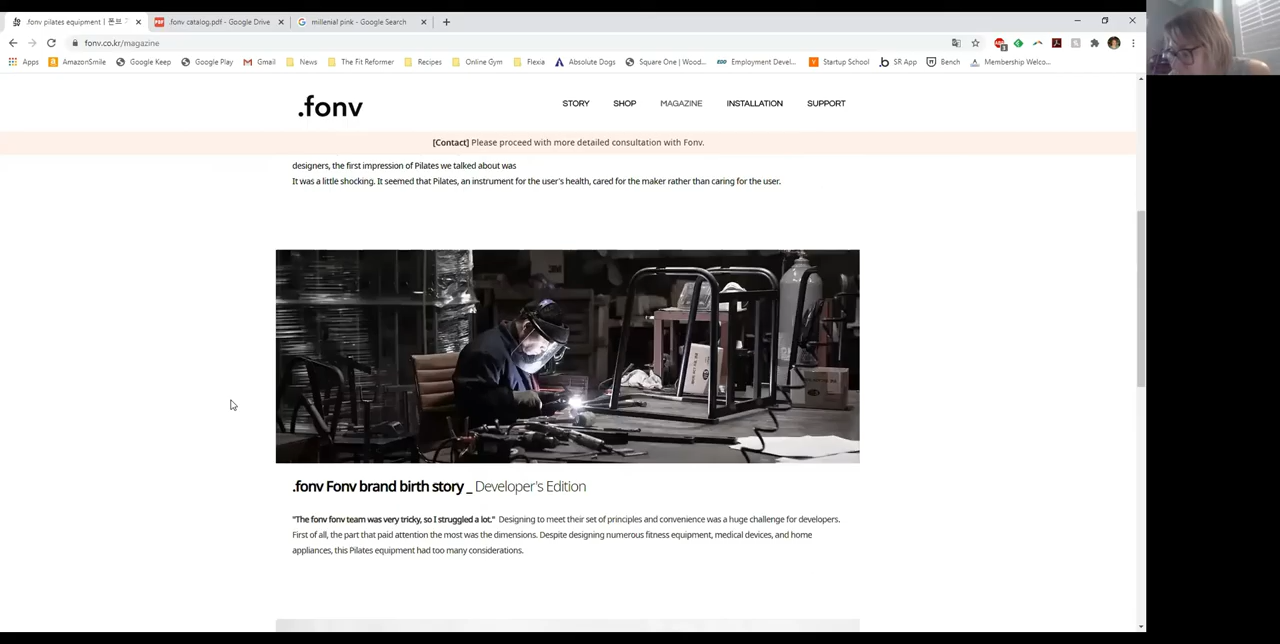 .fonv pilates equipment | 폰브
.fonv catalog.pdf - Google Drive
millenial pink - Google Search
fonv.co.kr/magazine
Apps
AmazonSmile
Google Keep
Google Play
Gmail
News
The Fit Reformer
Recipes
Online Gym
Flexia
Absolute Dogs
Square One | Wood...
Employment Devel...
Startup School
SR App
Bench
Membership Welco...
.fonv
STORY
SHOP
MAGAZINE
INSTALLATION
SUPPORT
[Contact] Please proceed with more detailed consultation with Fonv.
designers, the first impression of Pilates we talked about was
It was a little shocking. It seemed that Pilates, an instrument for the user's health, cared for the maker rather than caring for the user.
.fonv Fonv brand birth story _ Developer's Edition
"The fonv fonv team was very tricky, so I struggled a lot." Designing to meet their set of principles and convenience was a huge challenge for developers.
First of all, the part that paid attention the most was the dimensions. Despite designing numerous fitness equipment, medical devices, and home
appliances, this Pilates equipment had too many considerations.